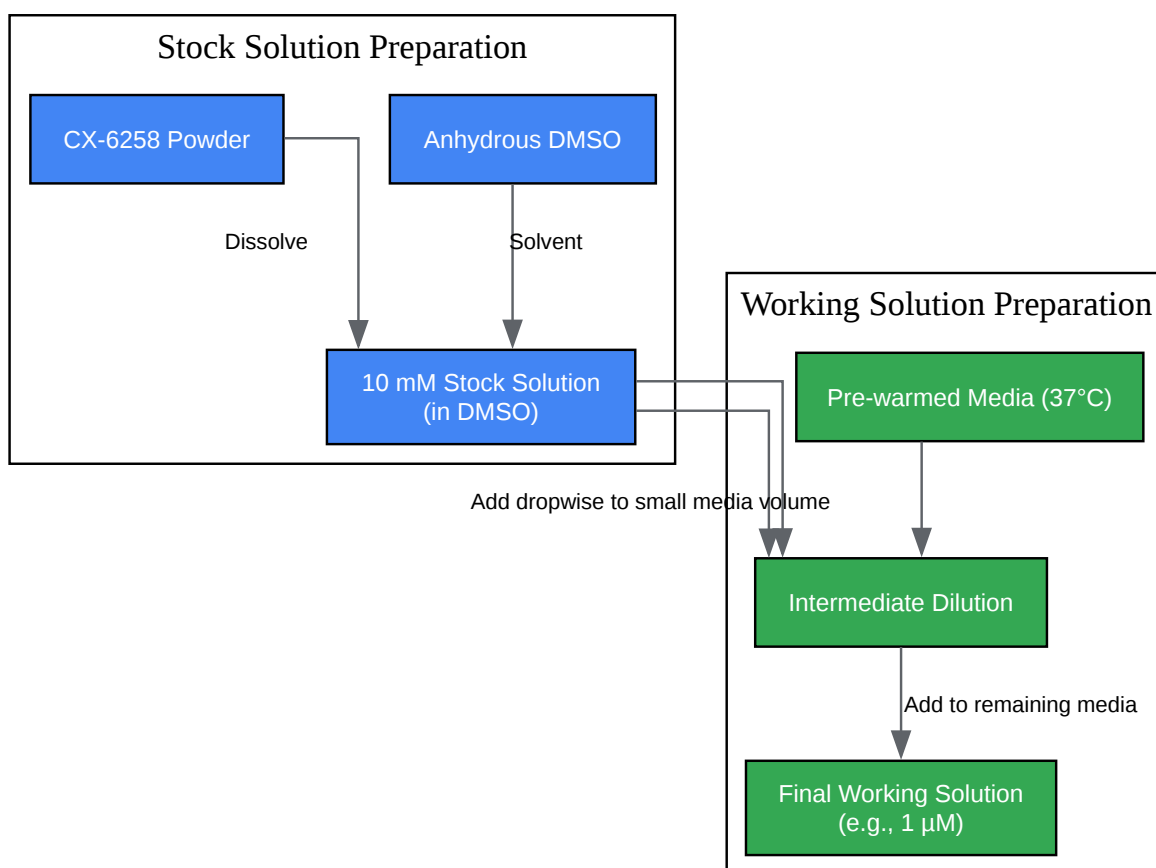 Stock Solution Preparation
CX-6258 Powder
Anhydrous DMSO
Dissolve
Solvent
10 mM Stock Solution
(in DMSO)
Working Solution Preparation
Pre-warmed Media (37°C)
Add dropwise to small media volume
Intermediate Dilution
Add to remaining media
Final Working Solution
(e.g., 1 µM)